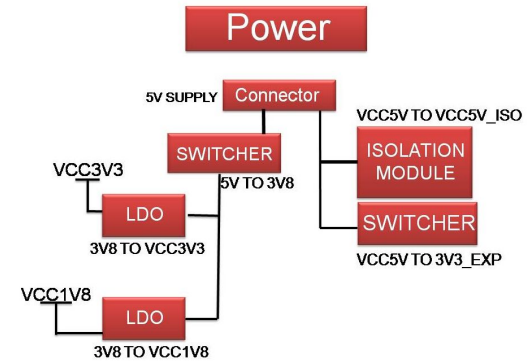 Power
5V SUPPLY
Connector
VCC5V TO VCC5V_ISO
SWITCHER
5V TO 3V8
ISOLATION
MODULE
VCC3V3
LDO
3V8 TO VCC3V3
SWITCHER
VCC5V TO 3V3_EXP
VCC1V8
LDO
3V8 TO VCC1V8